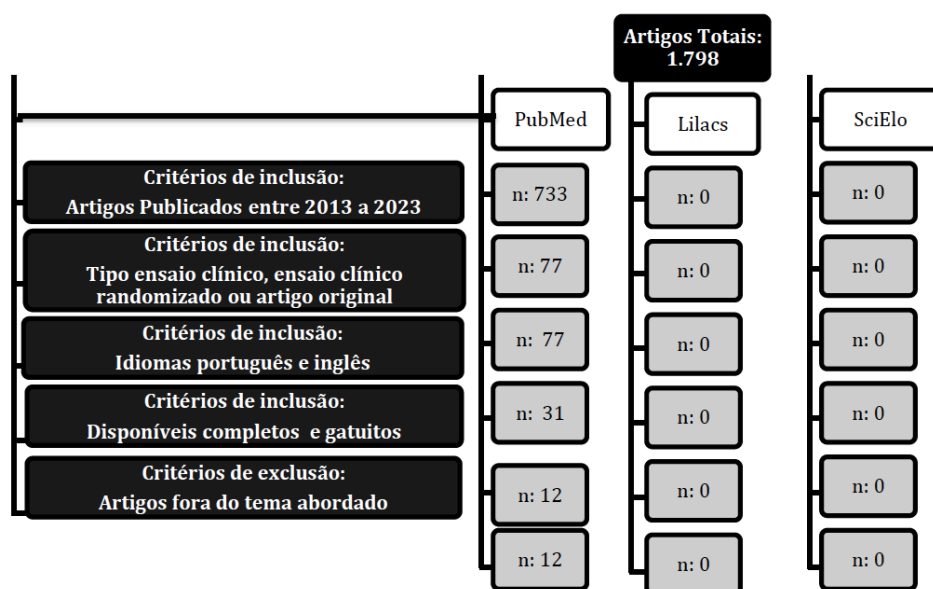 Artigos Totais:
1.798
PubMed
Lilacs
SciElo
Critérios de inclusão:
Artigos Publicados entre 2013 a 2023
n: 733
n: 0
n: 0
Critérios de inclusão:
Tipo ensaio clínico, ensaio clínico
randomizado ou artigo original
n: 77
n: 0
n: 0
Critérios de inclusão:
Idiomas português e inglês
n: 77
n: 0
n: 0
Critérios de inclusão:
Disponíveis completos e gatuitos
n: 31
n: 0
n: 0
Critérios de exclusão:
Artigos fora do tema abordado
n: 12
n: 0
n: 0
n: 12
n: 0
n: 0